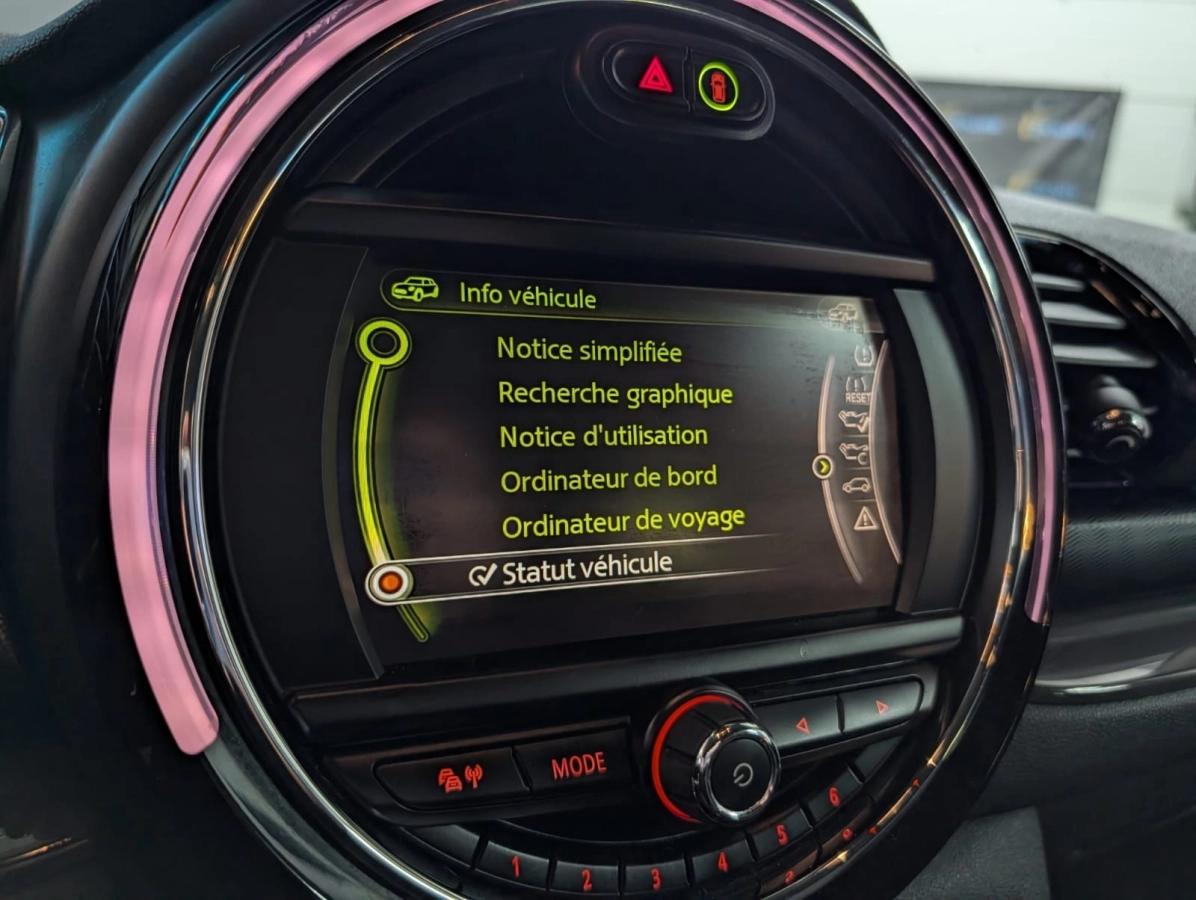 Info véhicule
Notice simplifiée
Recherche graphique
Notice d'utilisation
Ordinateur de bord
Ordinateur de voyage
Statut véhicule
RESET
MODE
1 2 3 4 5 6